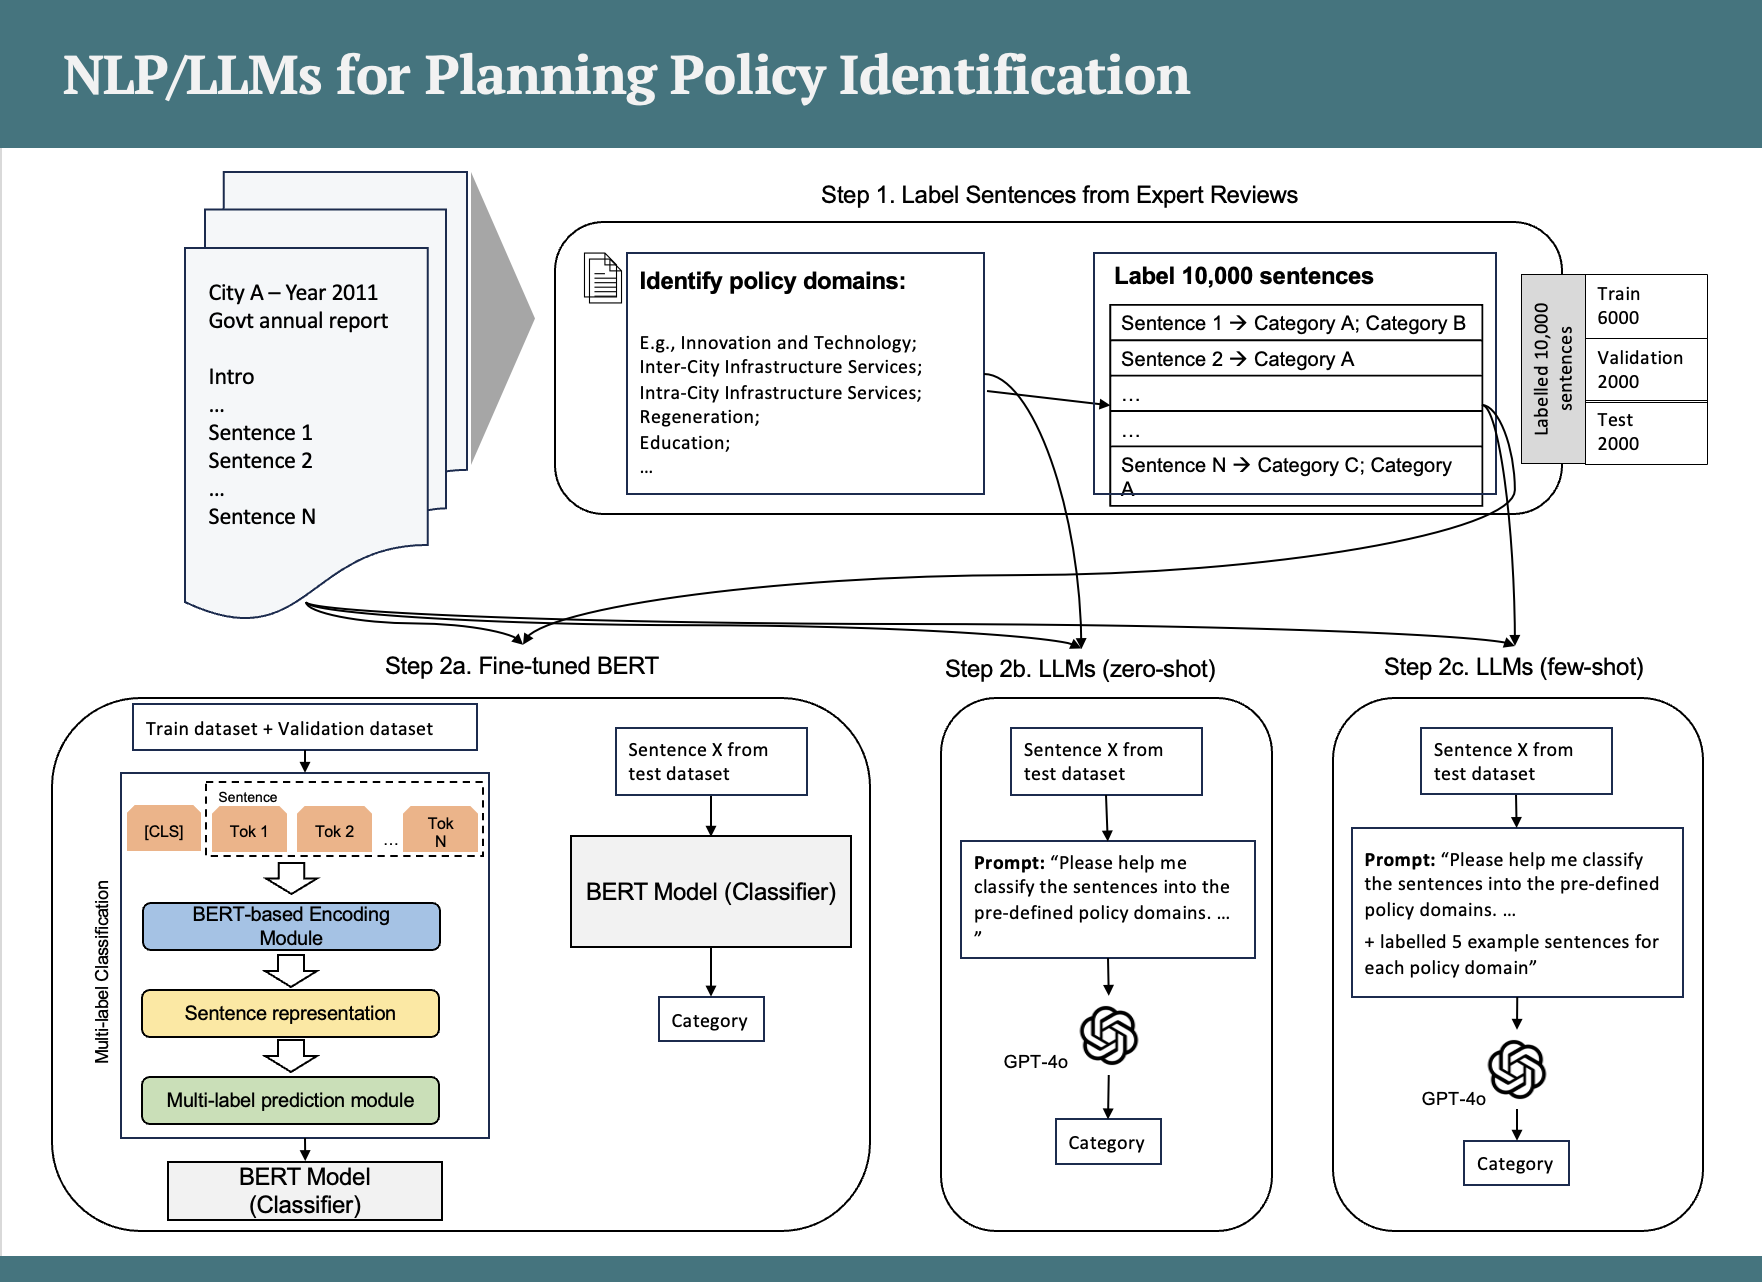 NLP/LLMs for Planning Policy Identification
City A – Year 2011
Govt annual report
Intro
...
Sentence 1
Sentence 2
...
Sentence N
Step 1. Label Sentences from Expert Reviews
Identify policy domains:
E.g., Innovation and Technology;
Inter-City Infrastructure Services;
Intra-City Infrastructure Services;
Regeneration;
Education;
...
Label 10,000 sentences
Sentence 1 → Category A; Category B
Sentence 2 → Category A
...
...
Sentence N → Category C; Category
A
Labelled 10,000
sentences
Train
6000
Validation
2000
Test
2000
Step 2a. Fine-tuned BERT
Train dataset + Validation dataset
Multi-label Classification
Sentence
[CLS]
Tok 1
Tok 2
...
Tok
N
BERT-based Encoding
Module
Sentence representation
Multi-label prediction module
BERT Model
(Classifier)
Sentence X from
test dataset
BERT Model (Classifier)
Category
Step 2b. LLMs (zero-shot)
Sentence X from
test dataset
Prompt: “Please help me
classify the sentences into the
pre-defined policy domains. ...
”
GPT-4o
Category
Step 2c. LLMs (few-shot)
Sentence X from
test dataset
Prompt: “Please help me classify
the sentences into the pre-defined
policy domains. ...
+ labelled 5 example sentences for
each policy domain”
GPT-4o
Category